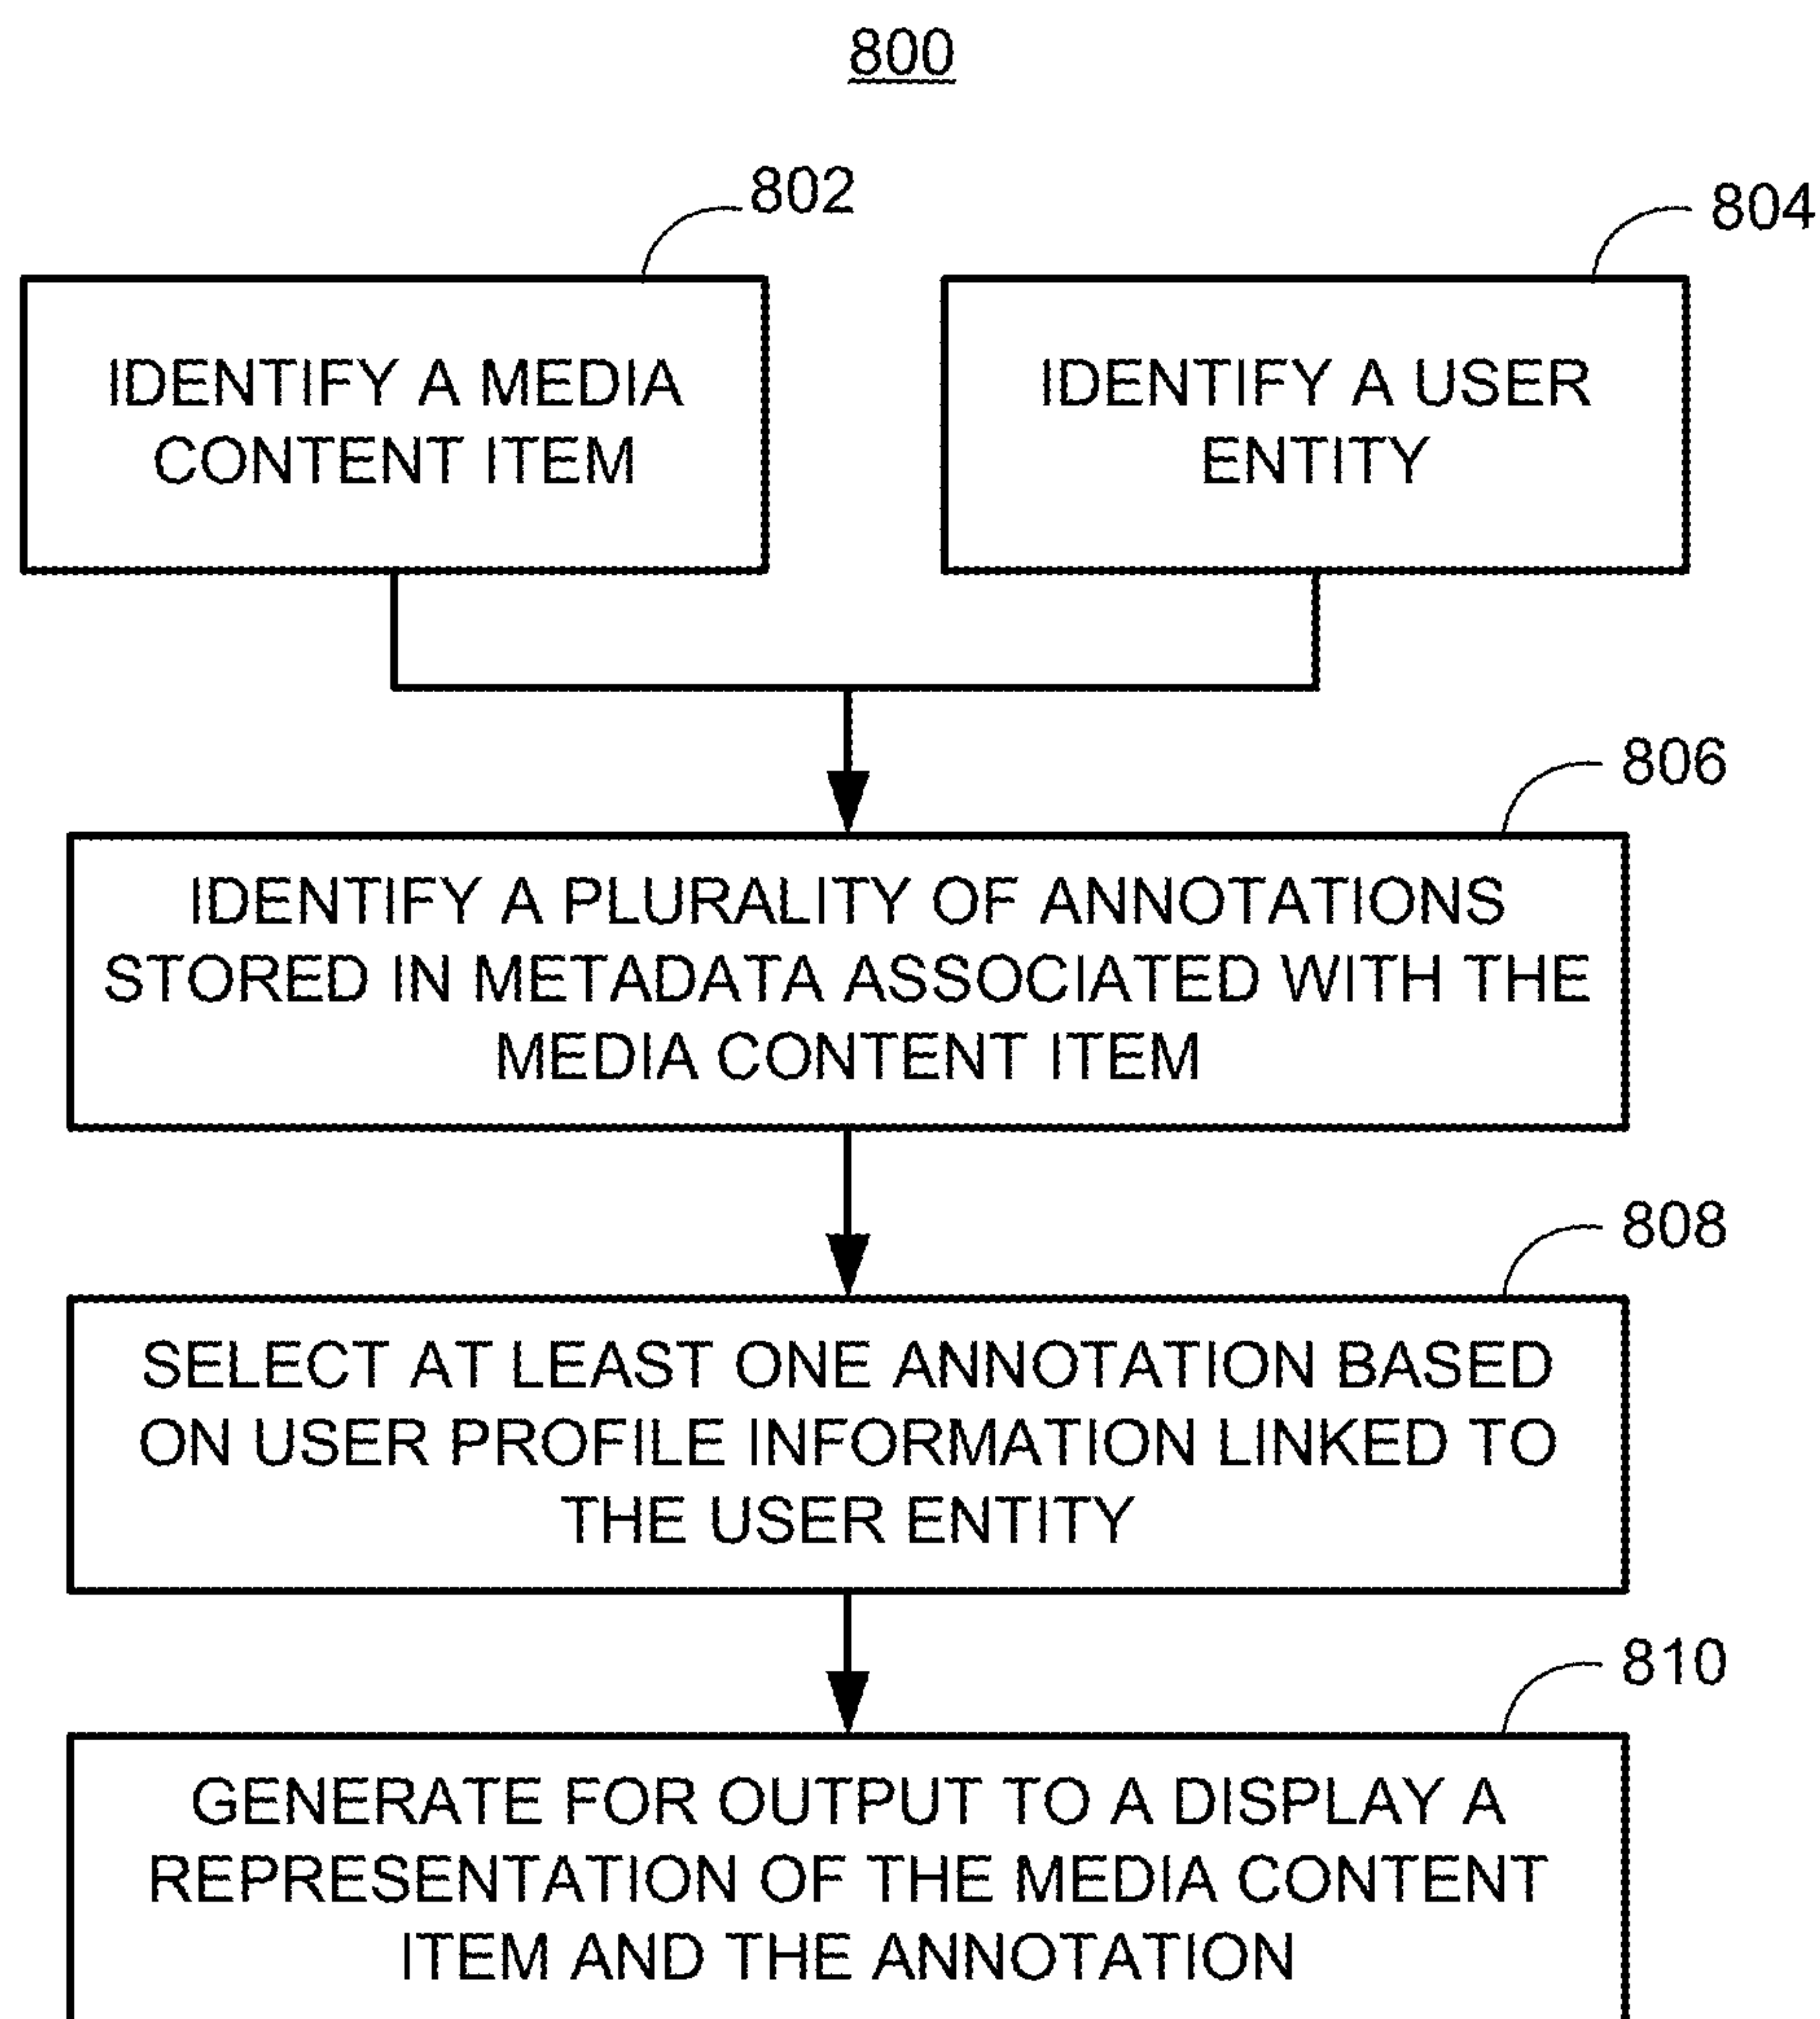 800
802
804
IDENTIFY A MEDIA
CONTENT ITEM
IDENTIFY A USER
ENTITY
806
IDENTIFY A PLURALITY OF ANNOTATIONS
STORED IN METADATA ASSOCIATED WITH THE
MEDIA CONTENT ITEM
808
SELECT AT LEAST ONE ANNOTATION BASED
ON USER PROFILE INFORMATION LINKED TO
THE USER ENTITY
810
GENERATE FOR OUTPUT TO A DISPLAY A
REPRESENTATION OF THE MEDIA CONTENT
ITEM AND THE ANNOTATION